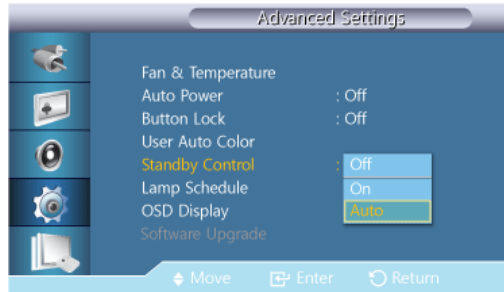 Advanced Settings
Fan & Temperature
Auto Power : Off
Button Lock : Off
User Auto Color
Standby Control : Off
Lamp Schedule On
OSD Display Auto
Software Upgrade
Move Enter Return